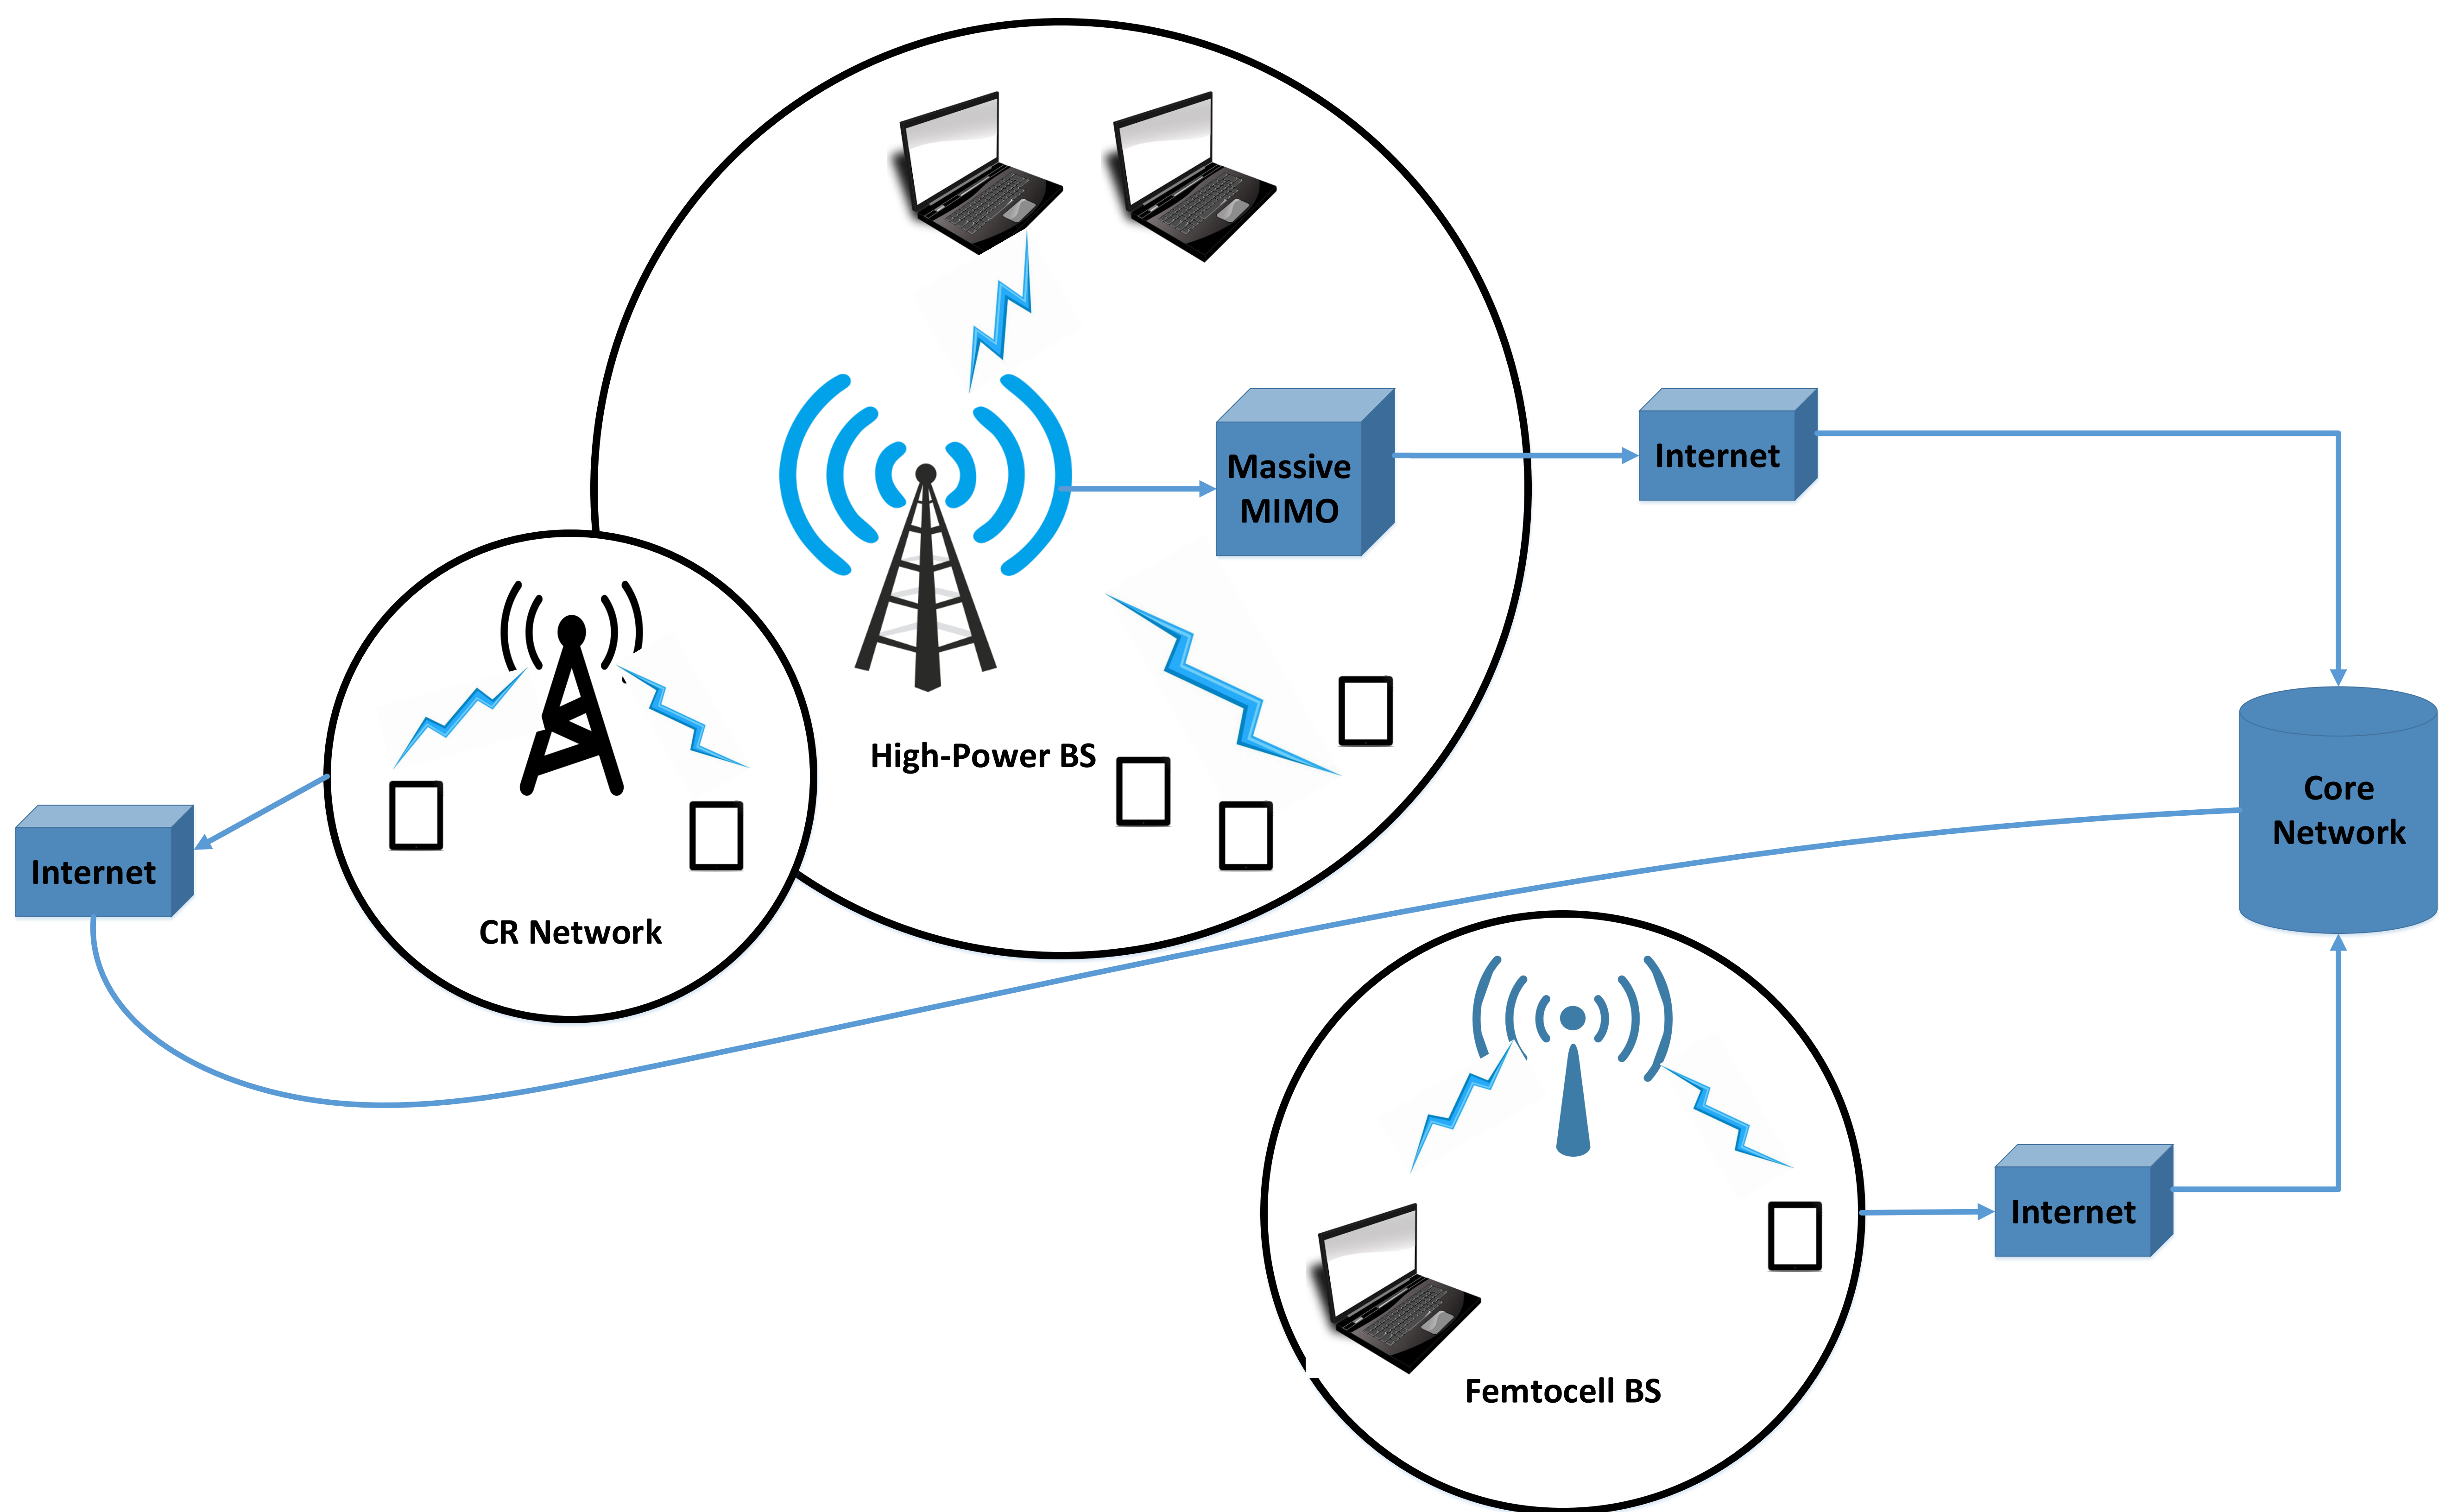 Massive
MIMO
Internet
High-Power BS
Core
Network
Internet
CR Network
Internet
Femtocell BS